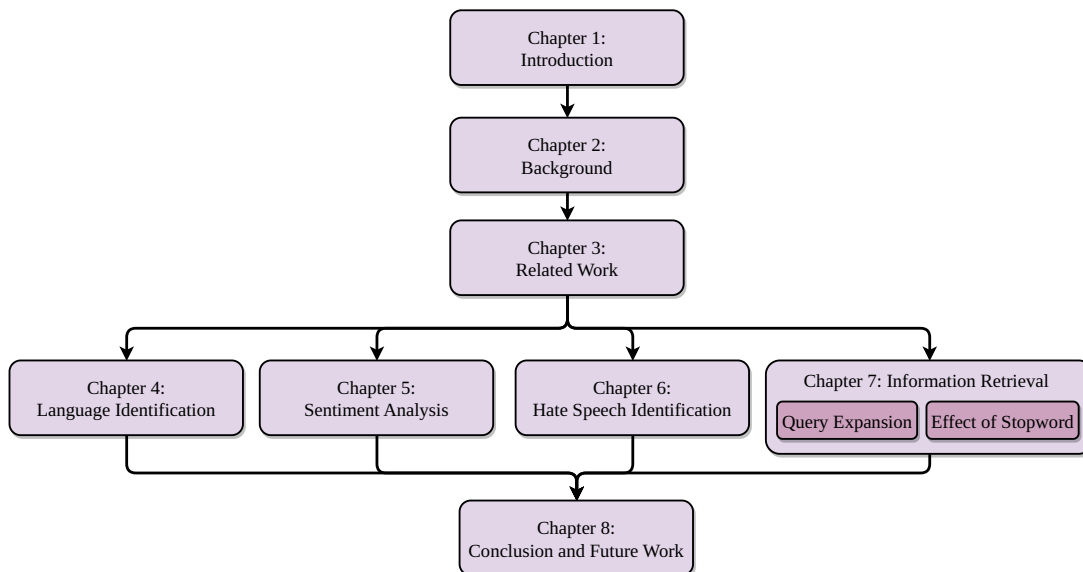 Chapter 1:
Introduction
Chapter 2:
Background
Chapter 3:
Related Work
Chapter 4:
Language Identification
Chapter 5:
Sentiment Analysis
Chapter 6:
Hate Speech Identification
Chapter 7: Information Retrieval
Query Expansion
Effect of Stopword
Chapter 8:
Conclusion and Future Work